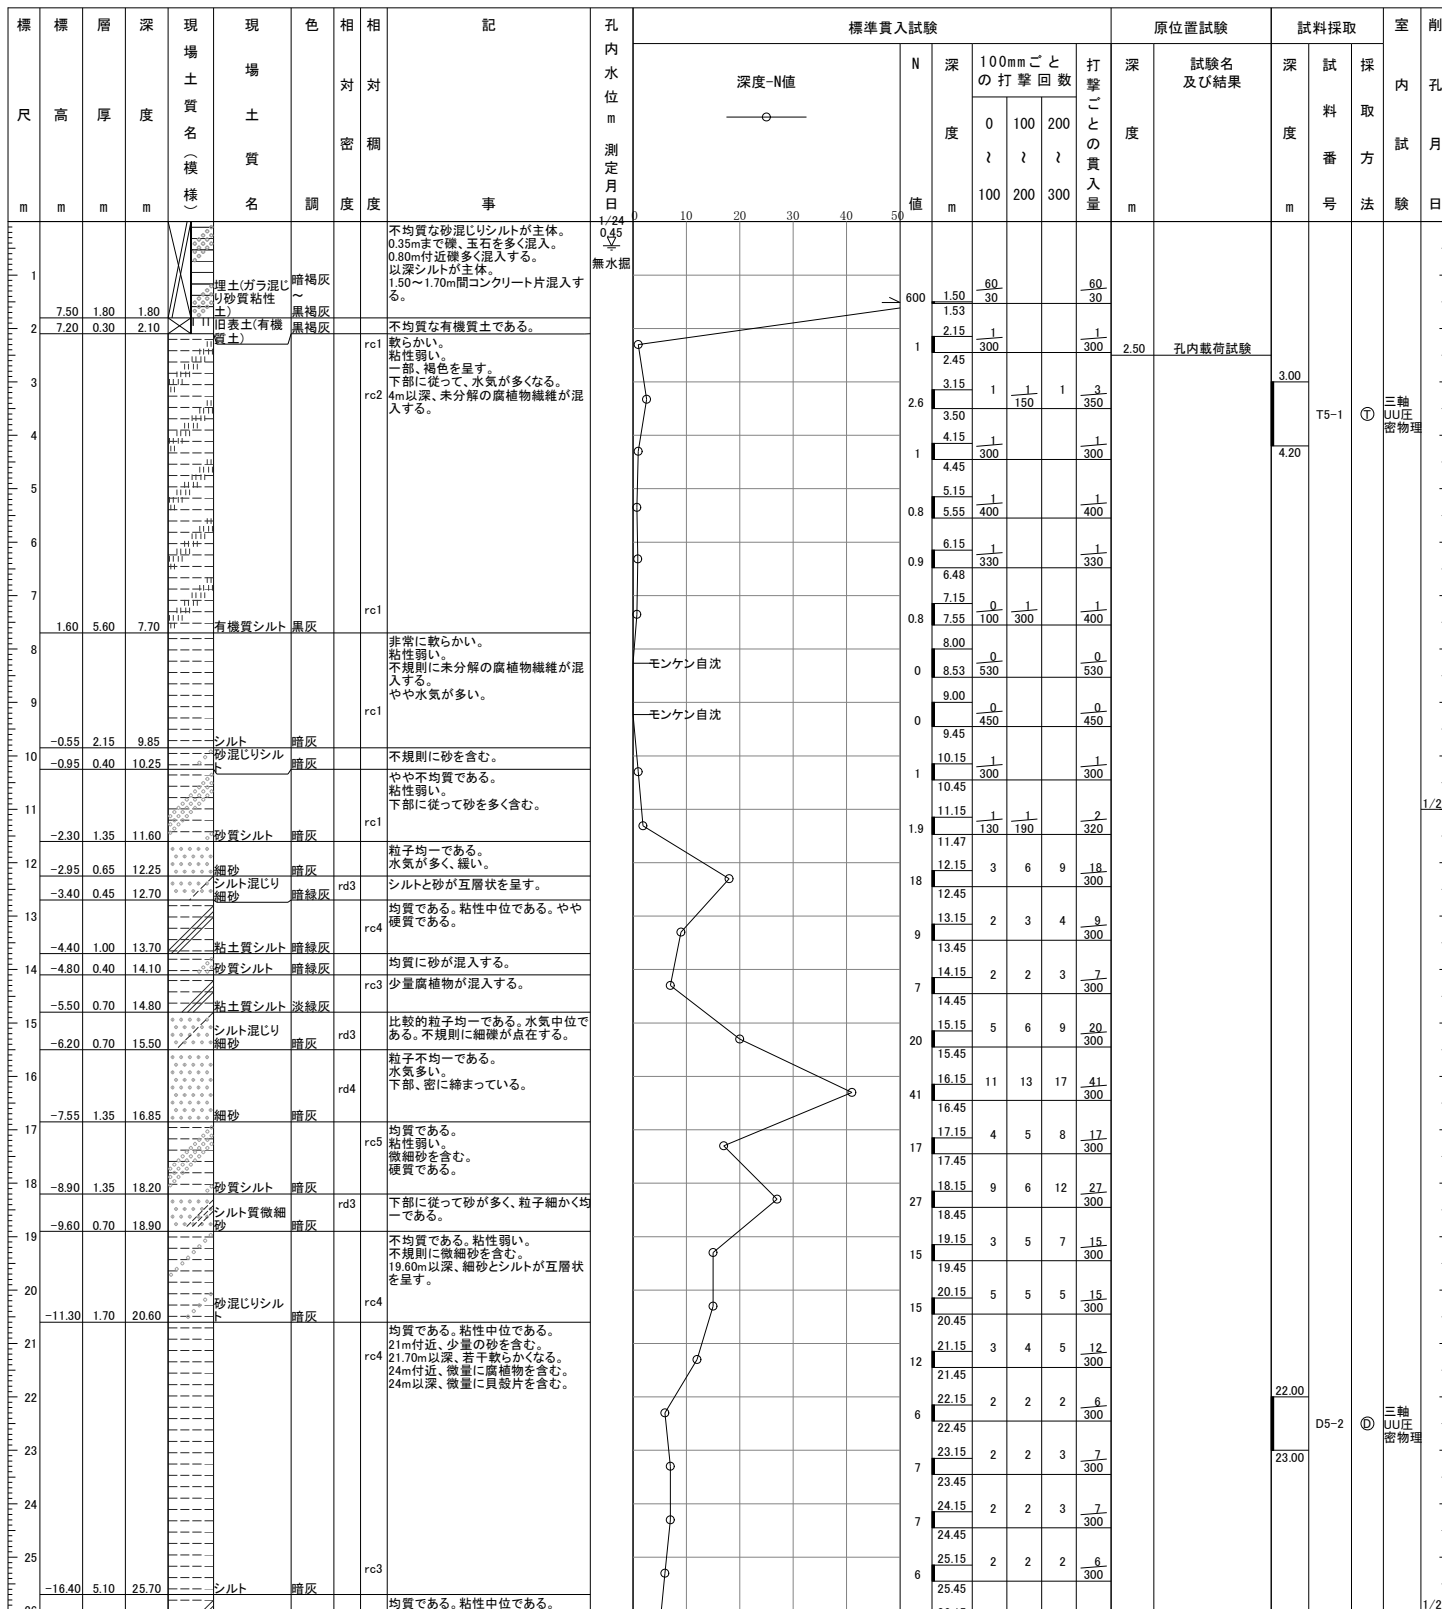 標尺 m
標高 m
層厚 m
深度 m
現場土質名(模様)
現場土質名
色調
相対密度
相対稠度
記事
孔内水位 m 測定月日
標準貫入試験
深度-N値
0 10 20 30 40 50
N値
深度 m
100mmごとの打撃回数
0~100
100~200
200~300
打撃ごとの貫入量
原位置試験
深度 m
試験名及び結果
試料採取
深度 m
試料番号
採取方法
室内試験
削孔月日
1/24
0.45
無水掘
7.50 1.80 1.80 埋土(ガラ混じり砂質粘性土) 暗褐灰~黒褐灰
不均質な砂混じりシルトが主体。
0.35mまで礫、玉石を多く混入。
0.80m付近礫多く混入する。
以深シルトが主体。
1.50~1.70m間コンクリート片混入する。
7.20 0.30 2.10 旧表土(有機質土) 黒褐灰
不均質な有機質土である。
1.60 5.60 7.70 有機質シルト 黒灰 rc1 rc2 rc1
軟らかい。
粘性弱い。
一部、褐色を呈す。
下部に従って、水気が多くなる。
4m以深、未分解の腐植物繊維が混入する。
-0.55 2.15 9.85 シルト 暗灰 rc1
非常に軟らかい。
粘性弱い。
不規則に未分解の腐植物繊維が混入する。
やや水気が多い。
-0.95 0.40 10.25 砂混じりシルト 暗灰
不規則に砂を含む。
-2.30 1.35 11.60 砂質シルト 暗灰 rc1
やや不均質である。
粘性弱い。
下部に従って砂を多く含む。
-2.95 0.65 12.25 細砂 暗灰
粒子均一である。
水気が多く、緩い。
-3.40 0.45 12.70 シルト混じり細砂 暗緑灰 rd3
シルトと砂が互層状を呈す。
-4.40 1.00 13.70 粘土質シルト 暗緑灰 rc4
均質である。粘性中位である。やや硬質である。
-4.80 0.40 14.10 砂質シルト 暗緑灰
均質に砂が混入する。
-5.50 0.70 14.80 粘土質シルト 淡緑灰 rc3
少量腐植物が混入する。
-6.20 0.70 15.50 シルト混じり細砂 暗灰 rd3
比較的粒子均一である。水気中位である。不規則に細礫が点在する。
-7.55 1.35 16.85 細砂 暗灰 rd4
粒子不均一である。
水気多い。
下部、密に締まっている。
-8.90 1.35 18.20 砂質シルト 暗灰 rc5
均質である。
粘性弱い。
微細砂を含む。
硬質である。
-9.60 0.70 18.90 シルト質微細砂 暗灰 rd3
下部に従って砂が多く、粒子細かく均一である。
-11.30 1.70 20.60 砂混じりシルト 暗灰 rc4
不均質である。粘性弱い。
不規則に微細砂を含む。
19.60m以深、細砂とシルトが互層状を呈す。
-16.40 5.10 25.70 シルト 暗灰 rc4 rc3
均質である。粘性中位である。
21m付近、少量の砂を含む。
21.70m以深、若干軟らかくなる。
24m付近、微量に腐植物を含む。
24m以深、微量に貝殻片を含む。
均質である。粘性中位である。
1 2 3 4 5 6 7 8 9 10 11 12 13 14 15 16 17 18 19 20 21 22 23 24 25
モンケン自沈
モンケン自沈
600 1.50 1.53 60/30 60/30
1 2.15 2.45 1/300 1/300
2.6 3.15 3.50 1 1/150 1 3/350
1 4.15 4.45 1/300 1/300
0.8 5.15 5.55 1/400 1/400
0.9 6.15 6.48 1/330 1/330
0.8 7.15 7.55 0/100 1/300 1/400
0 8.00 8.53 0/530 0/530
0 9.00 9.45 0/450 0/450
1 10.15 10.45 1/300 1/300
1.9 11.15 11.47 1/130 1/190 2/320
18 12.15 12.45 3 6 9 18/300
9 13.15 13.45 2 3 4 9/300
7 14.15 14.45 2 2 3 7/300
20 15.15 15.45 5 6 9 20/300
41 16.15 16.45 11 13 17 41/300
17 17.15 17.45 4 5 8 17/300
27 18.15 18.45 9 6 12 27/300
15 19.15 19.45 3 5 7 15/300
15 20.15 20.45 5 5 5 15/300
12 21.15 21.45 3 4 5 12/300
6 22.15 22.45 2 2 2 6/300
7 23.15 23.45 2 2 3 7/300
7 24.15 24.45 2 2 3 7/300
6 25.15 25.45 2 2 2 6/300
2.50 孔内載荷試験
3.00 4.20 T5-1 Ⓣ 三軸UU圧密物理
22.00 23.00 D5-2 Ⓓ 三軸UU圧密物理